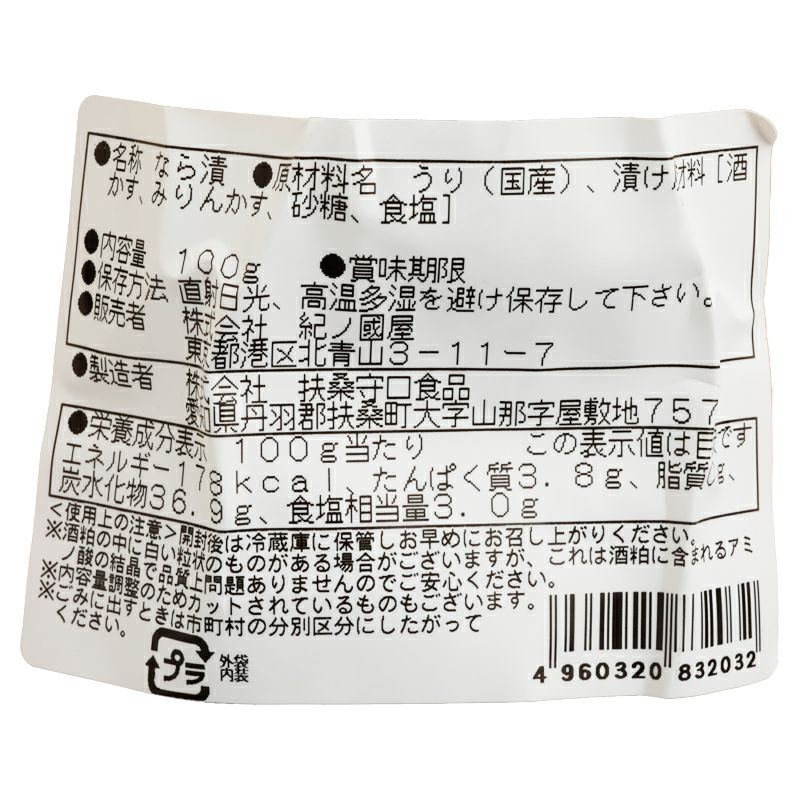 ●名称 なら漬 ●原材料名 うり（国産）、漬け材料［酒
かす、みりんかす、砂糖、食塩］
●内容量 100g ●賞味期限
●保存方法 直射日光、高温多湿を避け保存して下さい。
●販売者 株式会社 紀ノ國屋
東京都港区北青山3－11－7
●製造者 株式会社 扶桑守口食品
愛知県丹羽郡扶桑町大字山那字屋敷地757
●栄養成分表示 100g当たり この表示値は目安です
エネルギー178kcal、たんぱく質3.8g、脂質 g、
炭水化物36.9g、食塩相当量3.0g
＜使用上の注意＞開封後は冷蔵庫に保管しお早めにお召し上がりください。
※酒粕の中に白い粒状のものがある場合がございますが、これは酒粕に含まれるアミ
ノ酸の結晶で品質上問題ありませんのでご安心ください。
※内容量調整のためカットされているものもございます。
※ごみに出すときは市町村の分別区分にしたがって
ください。
プラ 外袋
内装
4 960320 832032